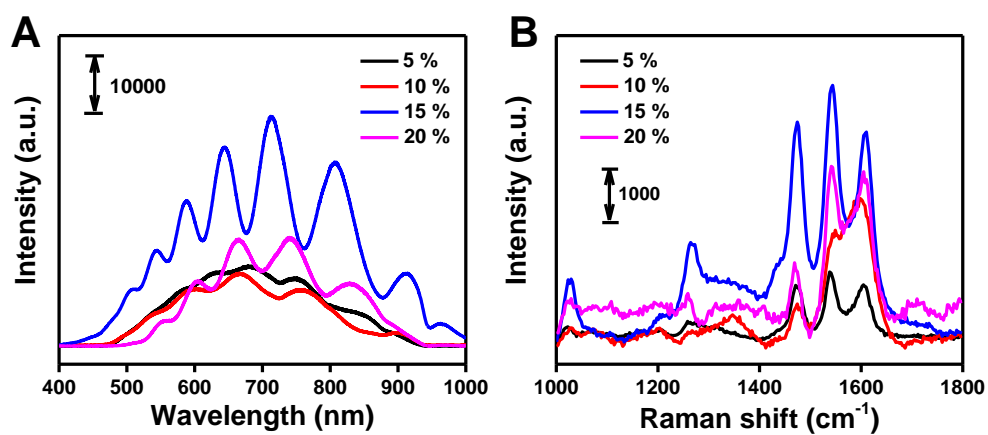 A
10000
5 %
10 %
15 %
20 %
Intensity (a.u.)
400 500 600 700 800 900 1000
Wavelength (nm)
B
5 %
10 %
15 %
20 %
1000
Intensity (a.u.)
1000 1200 1400 1600 1800
Raman shift (cm⁻¹)